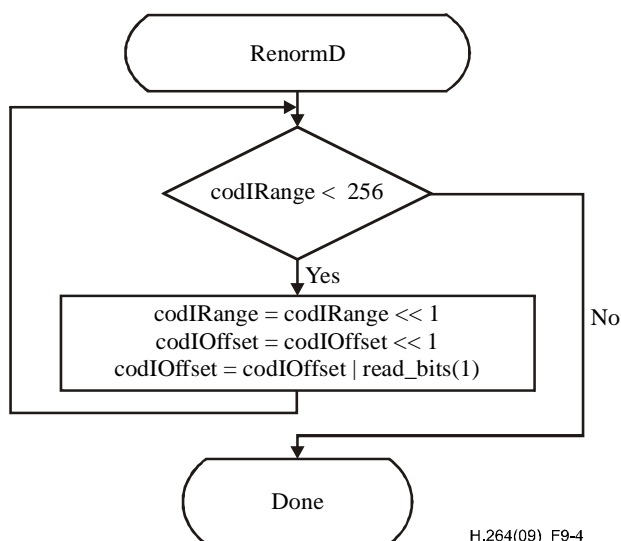 RenormD
codIRange < 256
Yes
codIRange = codIRange << 1
codIOffset = codIOffset << 1
codIOffset = codIOffset | read_bits(1)
No
Done
H.264(09)_F9-4